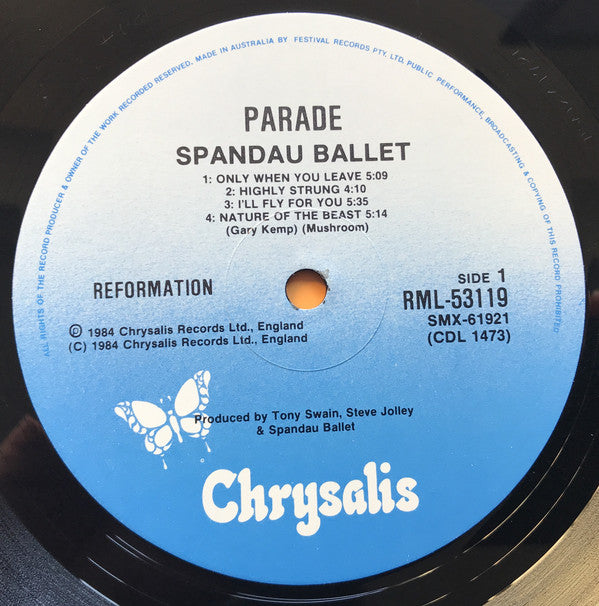 ALL RIGHTS OF THE RECORD PRODUCER & OWNER OF THE WORK RECORDED RESERVED. MADE IN AUSTRALIA BY FESTIVAL RECORDS PTY. LTD. PUBLIC PERFORMANCE, BROADCASTING & COPYING OF THIS RECORD PROHIBITED
PARADE
SPANDAU BALLET
1: ONLY WHEN YOU LEAVE 5:09
2: HIGHLY STRUNG 4:10
3: I'LL FLY FOR YOU 5:35
4: NATURE OF THE BEAST 5:14
(Gary Kemp) (Mushroom)
REFORMATION
SIDE 1
RML-53119
SMX-61921
(CDL 1473)
℗ 1984 Chrysalis Records Ltd., England
(C) 1984 Chrysalis Records Ltd., England
Produced by Tony Swain, Steve Jolley
& Spandau Ballet
Chrysalis